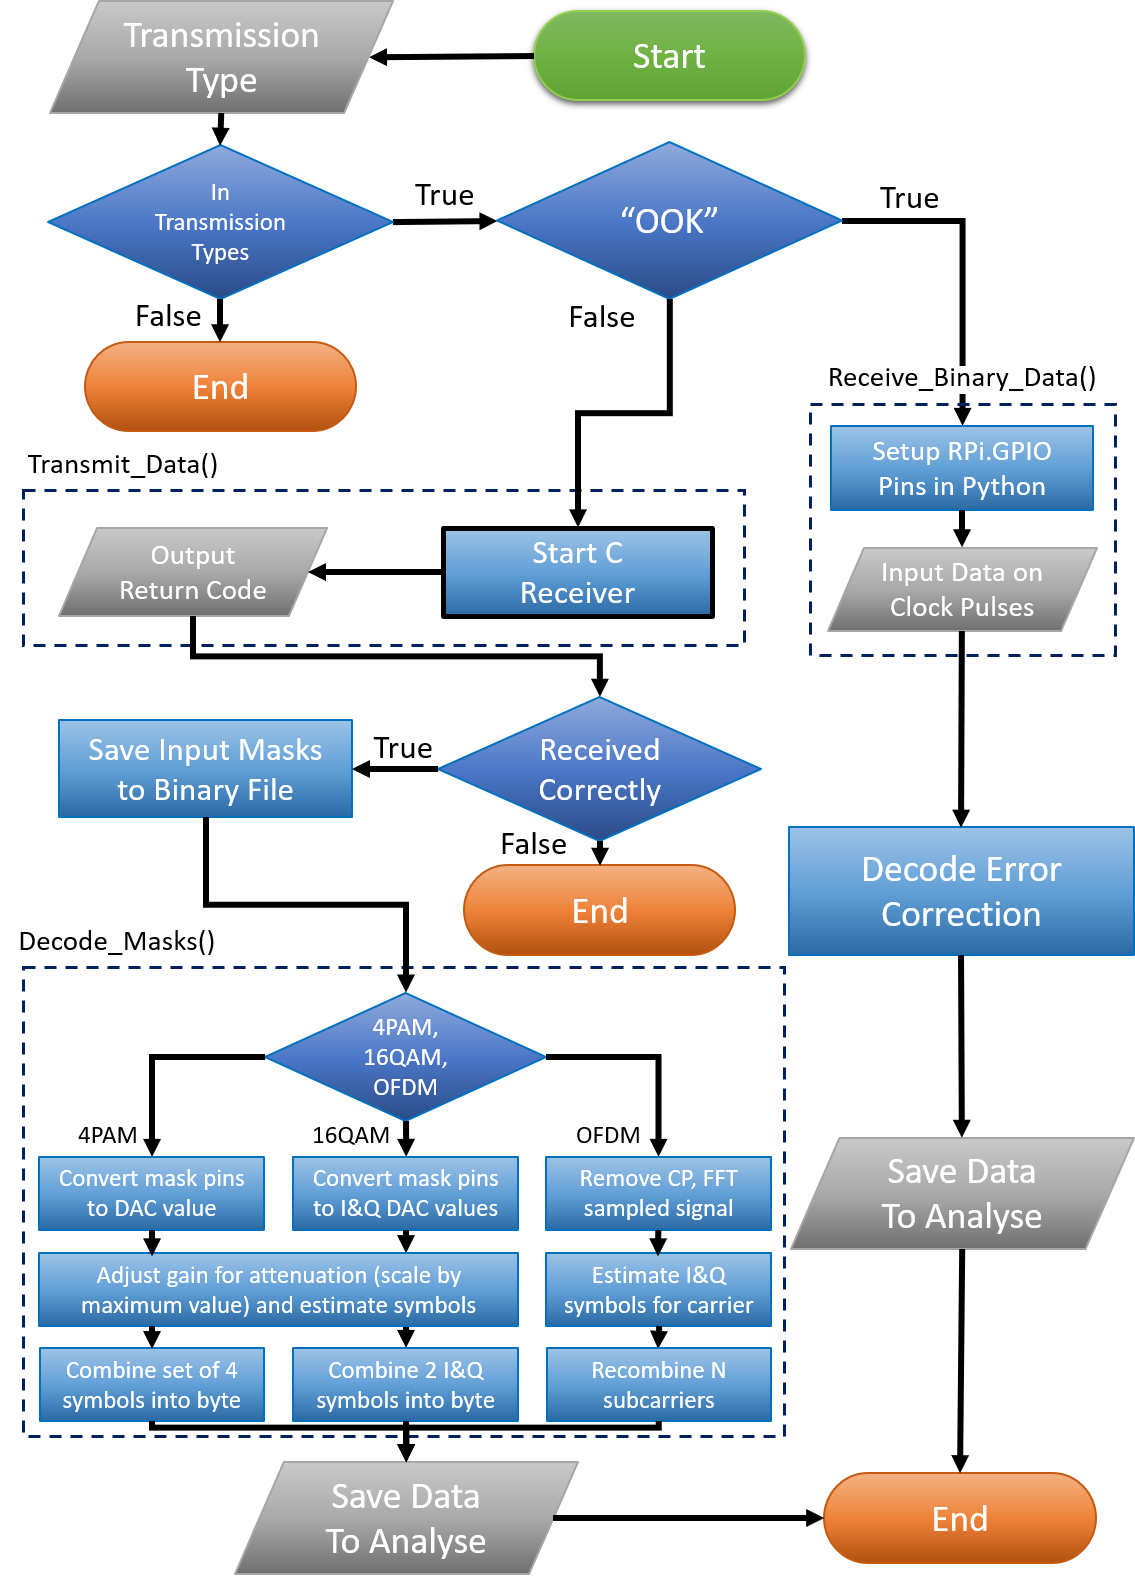 Transmission
Type
Start
In
Transmission
Types
True
“OOK”
True
False
End
False
Receive_Binary_Data()
Setup RPi.GPIO
Pins in Python
Input Data on
Clock Pulses
Transmit_Data()
Output
Return Code
Start C
Receiver
Save Input Masks
to Binary File
True
Received
Correctly
False
End
Decode Error
Correction
Decode_Masks()
4PAM,
16QAM,
OFDM
4PAM
16QAM
OFDM
Convert mask pins
to DAC value
Convert mask pins
to I&Q DAC values
Remove CP, FFT
sampled signal
Adjust gain for attenuation (scale by
maximum value) and estimate symbols
Estimate I&Q
symbols for carrier
Combine set of 4
symbols into byte
Combine 2 I&Q
symbols into byte
Recombine N
subcarriers
Save Data
To Analyse
Save Data
To Analyse
End